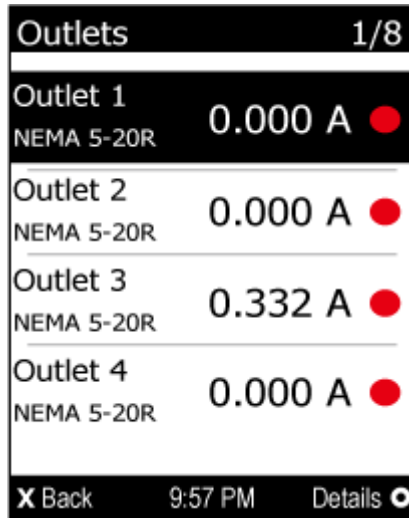 Outlets 1/8
Outlet 1
NEMA 5-20R 0.000 A
Outlet 2
NEMA 5-20R 0.000 A
Outlet 3
NEMA 5-20R 0.332 A
Outlet 4
NEMA 5-20R 0.000 A
X Back 9:57 PM Details